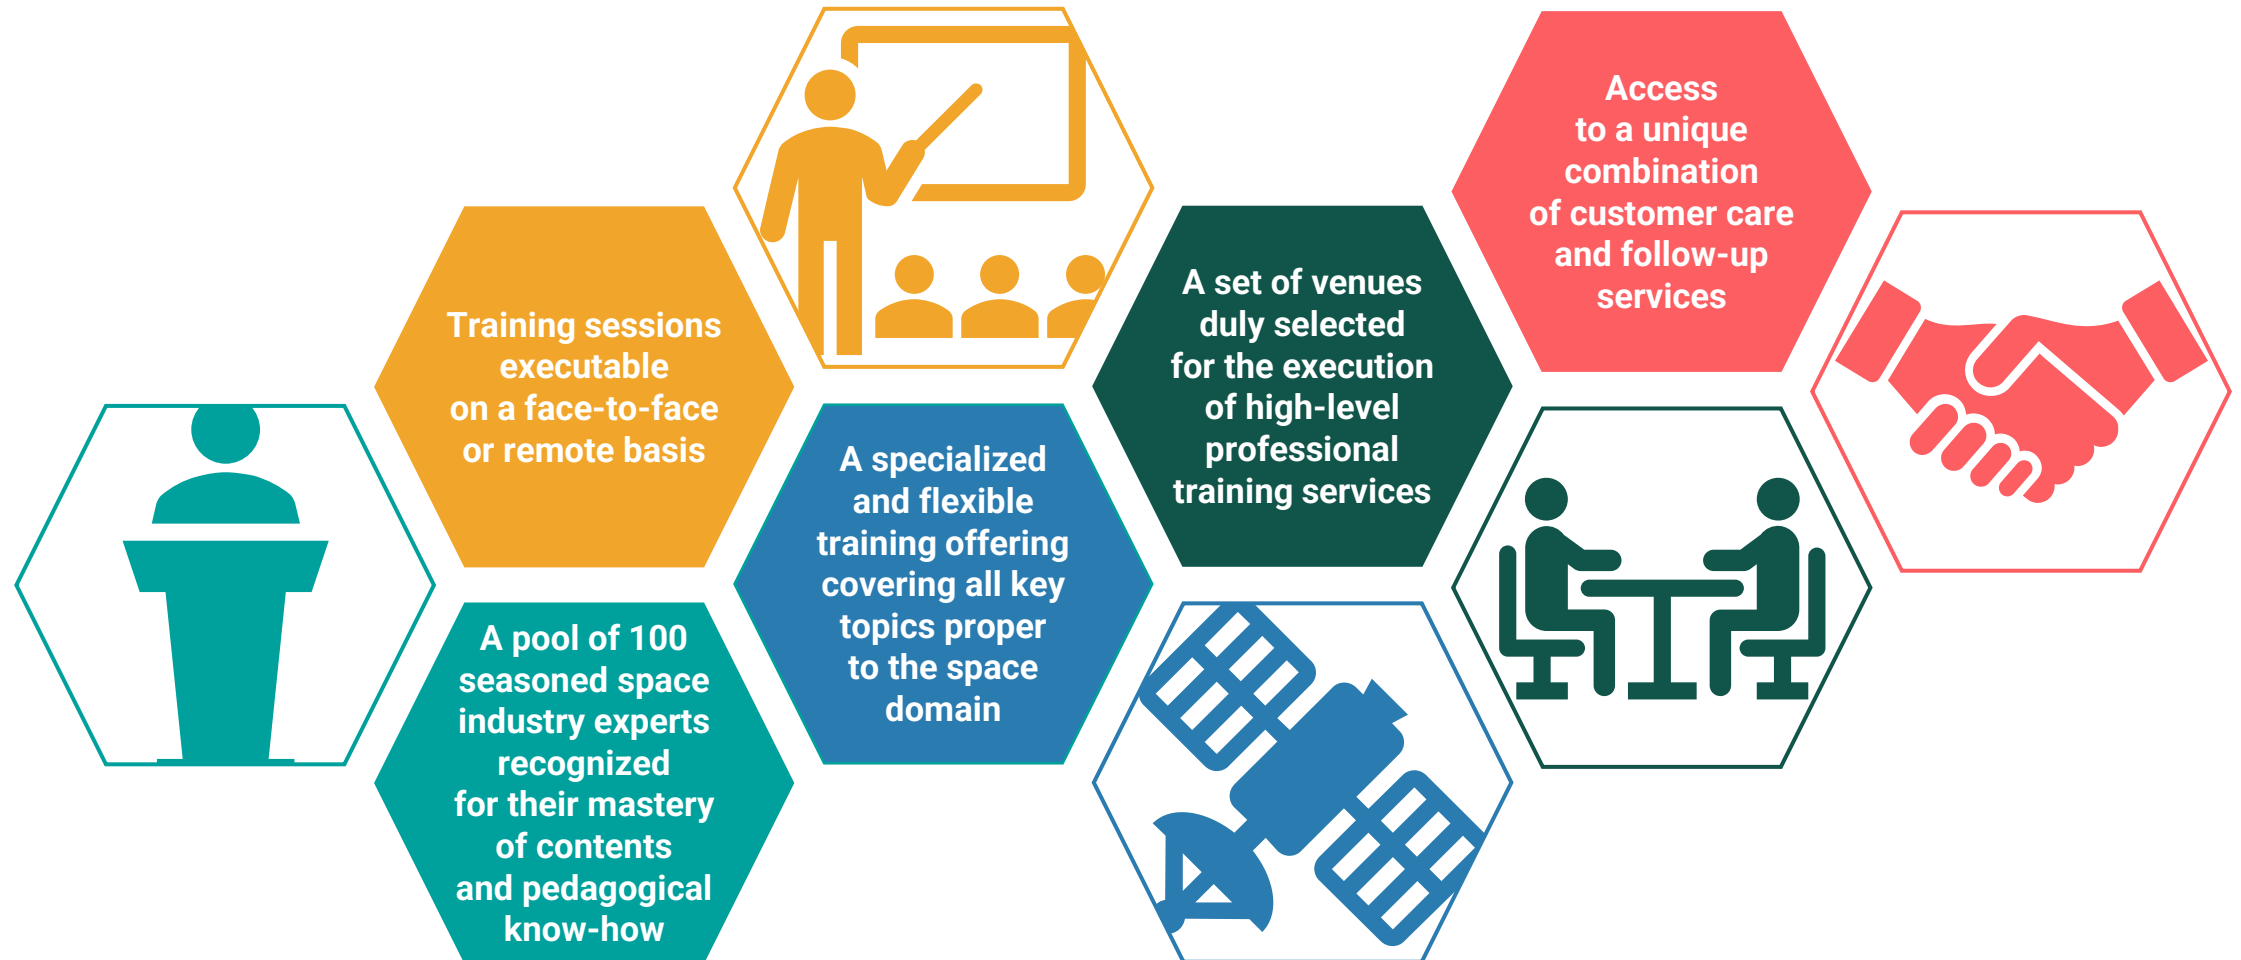 Training sessions
executable
on a face-to-face
or remote basis
A pool of 100
seasoned space
industry experts
recognized
for their mastery
of contents
and pedagogical
know-how
A specialized
and flexible
training offering
covering all key
topics proper
to the space
domain
A set of venues
duly selected
for the execution
of high-level
professional
training services
Access
to a unique
combination
of customer care
and follow-up
services